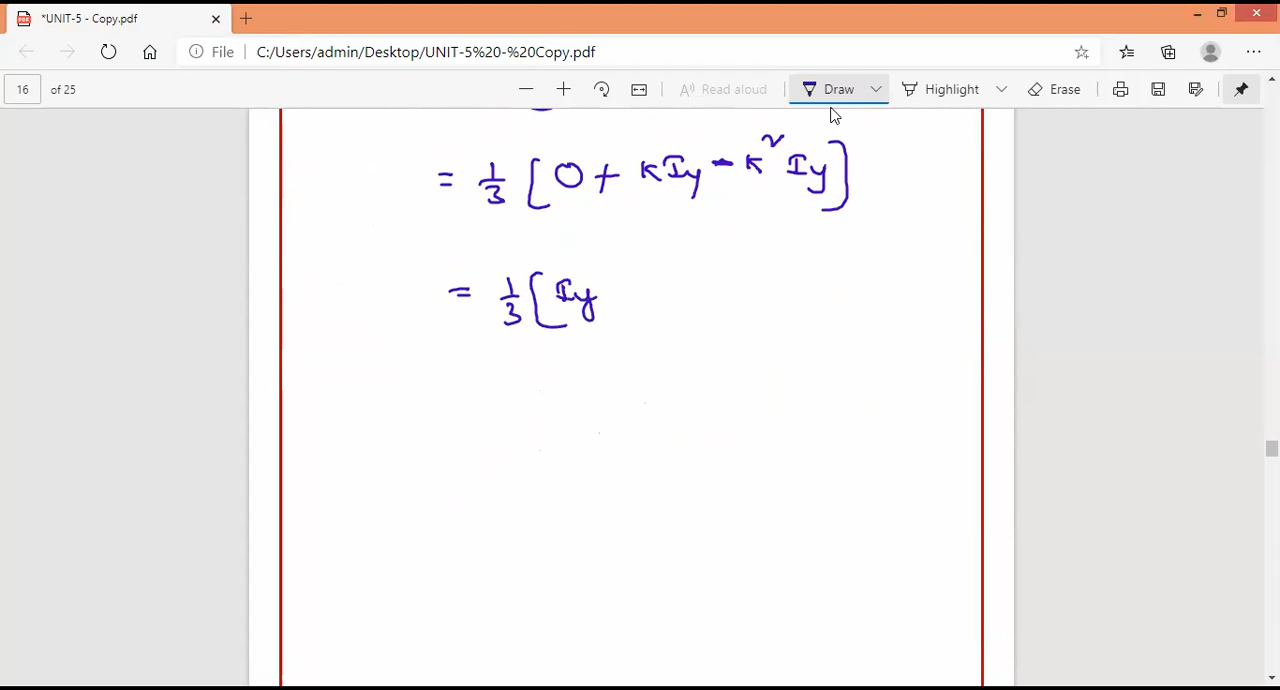 *UNIT-5 - Copy.pdf
File C:/Users/admin/Desktop/UNIT-5%20-%20Copy.pdf
16 of 25 Read aloud Draw Highlight Erase
= 1/3 [ 0 + KIy - K² Iy ]
= 1/3 [ Iy